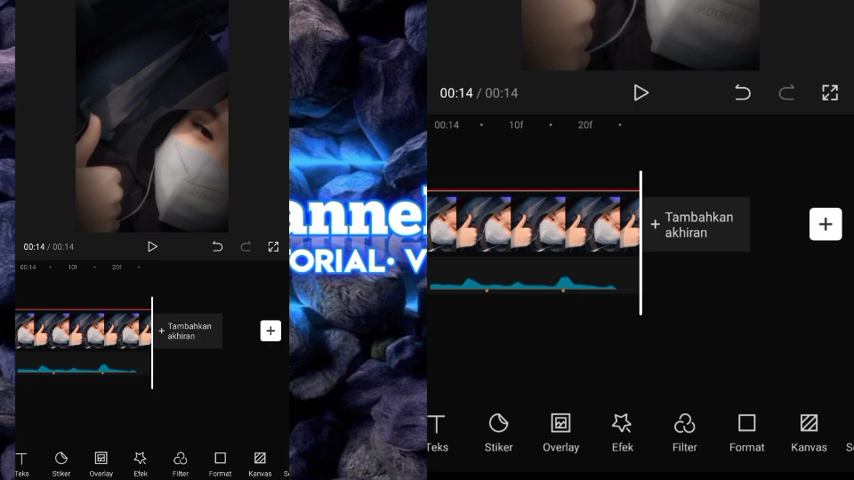 00:14 / 00:14
00:14 10f 20f
+ Tambahkan
akhiran
+
Teks Stiker Overlay Efek Filter Format Kanvas
annel
ORIAL• V
00:14 / 00:14
00:14 10f 20f
+ Tambahkan
akhiran
+
Teks Stiker Overlay Efek Filter Format Kanvas